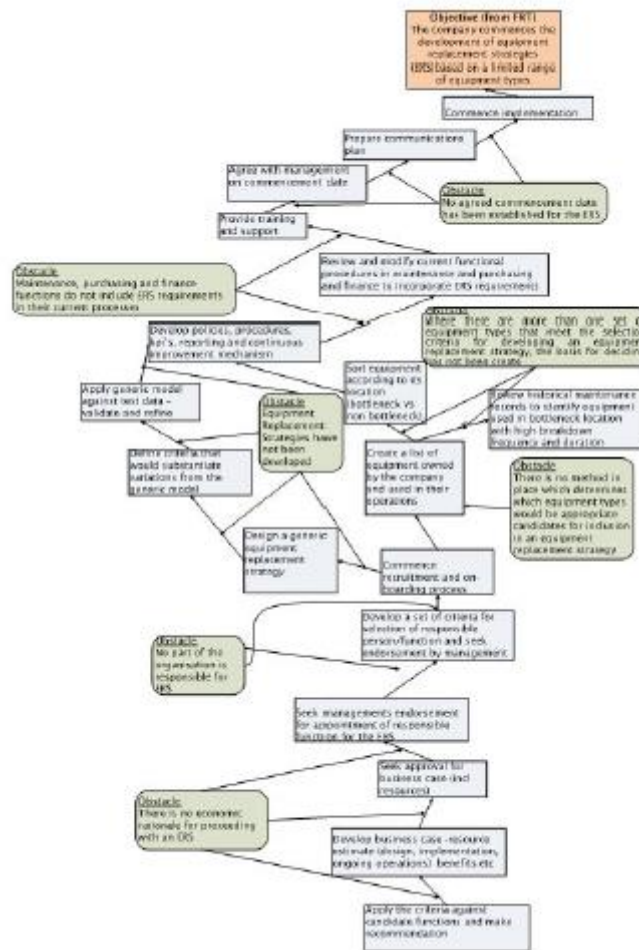 Objective (from FRT)
The company commences the
development of equipment
replacement strategies
(ERS)based on a limited range
of equipment types
Commence implementation
Prepare communications
plan
Agree with management
on commencement date
Obstacle
No agreed commencement date
has been established for the ERS
Provide training
and support
Review and modify current functional
procedures in maintenance and purchasing
and finance to incorporate ERS requirements
Obstacle
Maintenance, purchasing and finance
functions do not include ERS requirements
in their current processes
Develop policies, procedures,
kpi's, reporting and continuous
improvement mechanism
Obstacle
Where there are more than one set of
equipment types that meet the selection
criteria for developing an equipment
replacement strategy, the basis for deciding
has not been create
Sort equipment
according to its
location
(bottleneck vs
non bottleneck)
Apply generic model
against test data –
validate and refine
Obstacle
Equipment
Replacement
Strategies have
not been
developed
Review historical maintenance
records to identify equipment
used in bottleneck location
with high breakdown
frequency and duration
Define criteria that
would substantiate
variations from the
generic model
Create a list of
equipment owned
by the company
and used in their
operations
Obstacle
There is no method in
place which determines
which equipment types
would be appropriate
candidates for inclusion
in an equipment
replacement strategy
Design a generic
equipment
replacement
strategy
Commence
recruitment and on-
boarding process
Develop a set of criteria for
selection of responsible
person/function and seek
endorsement by management
Obstacle
No part of the
organisation is
responsible for
ERS
Seek managements endorsement
for appointment of responsible
function for the ERS
Seek approval for
business case (incl
resources)
Obstacle
There is no economic
rationale for proceeding
with an ERS
Develop business case -resource
estimate (design, implementation,
ongoing operations) benefits etc
Apply the criteria against
candidate functions and make
recommendation